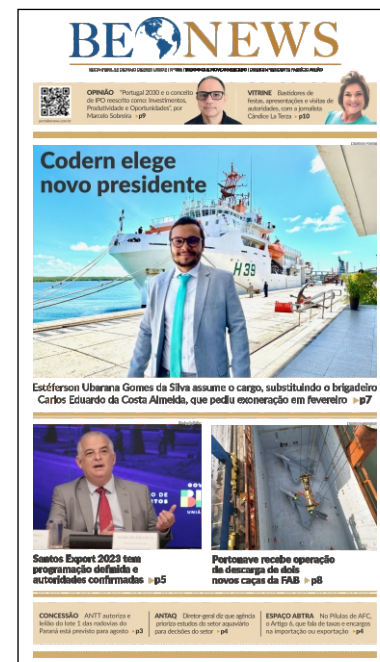 BE NEWS
OPINIÃO "Portugal 2030 e o conceito
de IPO reescrito como: Investimentos,
Produtividade e Oportunidades", por
Marcelo Sobreira ▸p9
VITRINE Bastidores de
festas, apresentações e visitas de
autoridades, com a jornalista
Cândice La Terza ▸p10
Codern elege
novo presidente
H 39
Estéferson Ubarana Gomes da Silva assume o cargo, substituindo o brigadeiro
Carlos Eduardo da Costa Almeida, que pediu exoneração em fevereiro ▸p7
Santos Export 2023 tem
programação definida e
autoridades confirmadas ▸p5
Portonave recebe operação
de descarga de dois
novos caças da FAB ▸p8
CONCESSÃO ANTT autoriza e
leilão do lote 1 das rodovias do
Paraná está previsto para agosto ▸p3
ANTAQ Diretor-geral diz que agência
prioriza estudos de setor aquaviário
para decisões do setor ▸p4
ESPAÇO ABTRA No Pílulas de AFC,
o Artigo 6, que fala de taxas e encargos
na importação ou exportação ▸p6